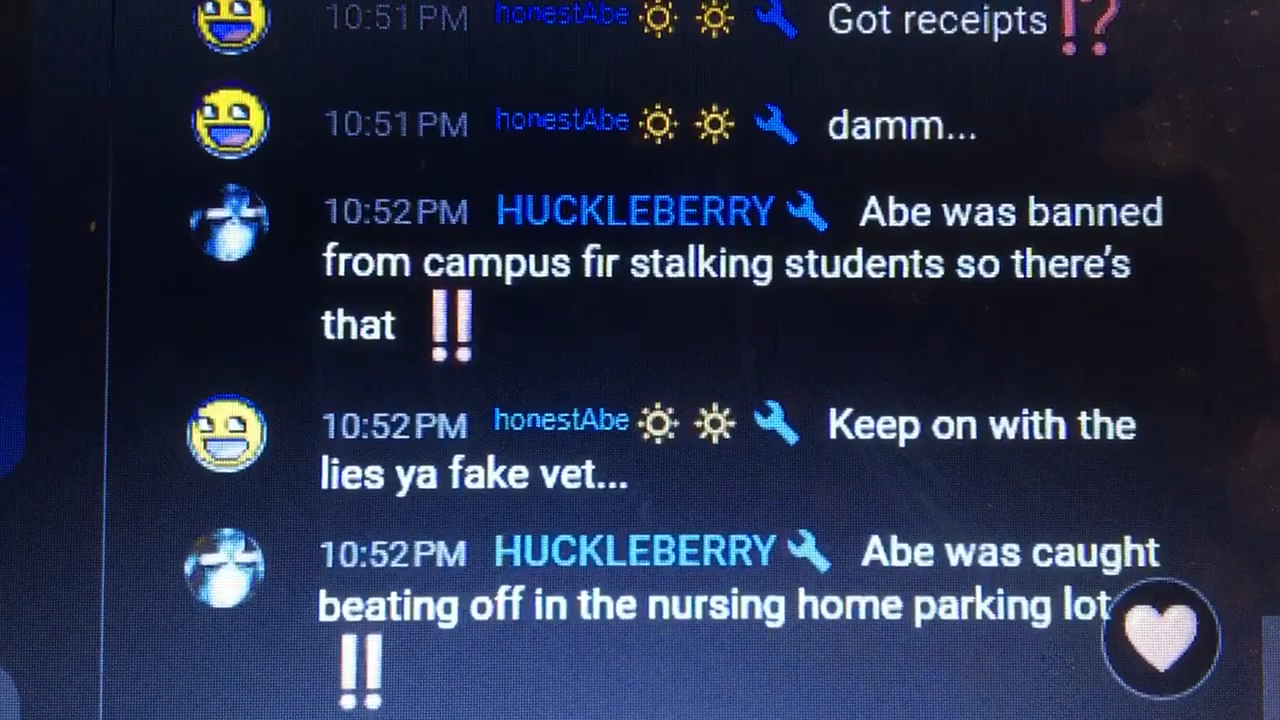 10:51 PM honestAbe Got receipts⁉
10:51 PM honestAbe damm...
10:52 PM HUCKLEBERRY Abe was banned
from campus fir stalking students so there's
that ‼
10:52 PM honestAbe Keep on with the
lies ya fake vet...
10:52 PM HUCKLEBERRY Abe was caught
beating off in the nursing home parking lot
‼